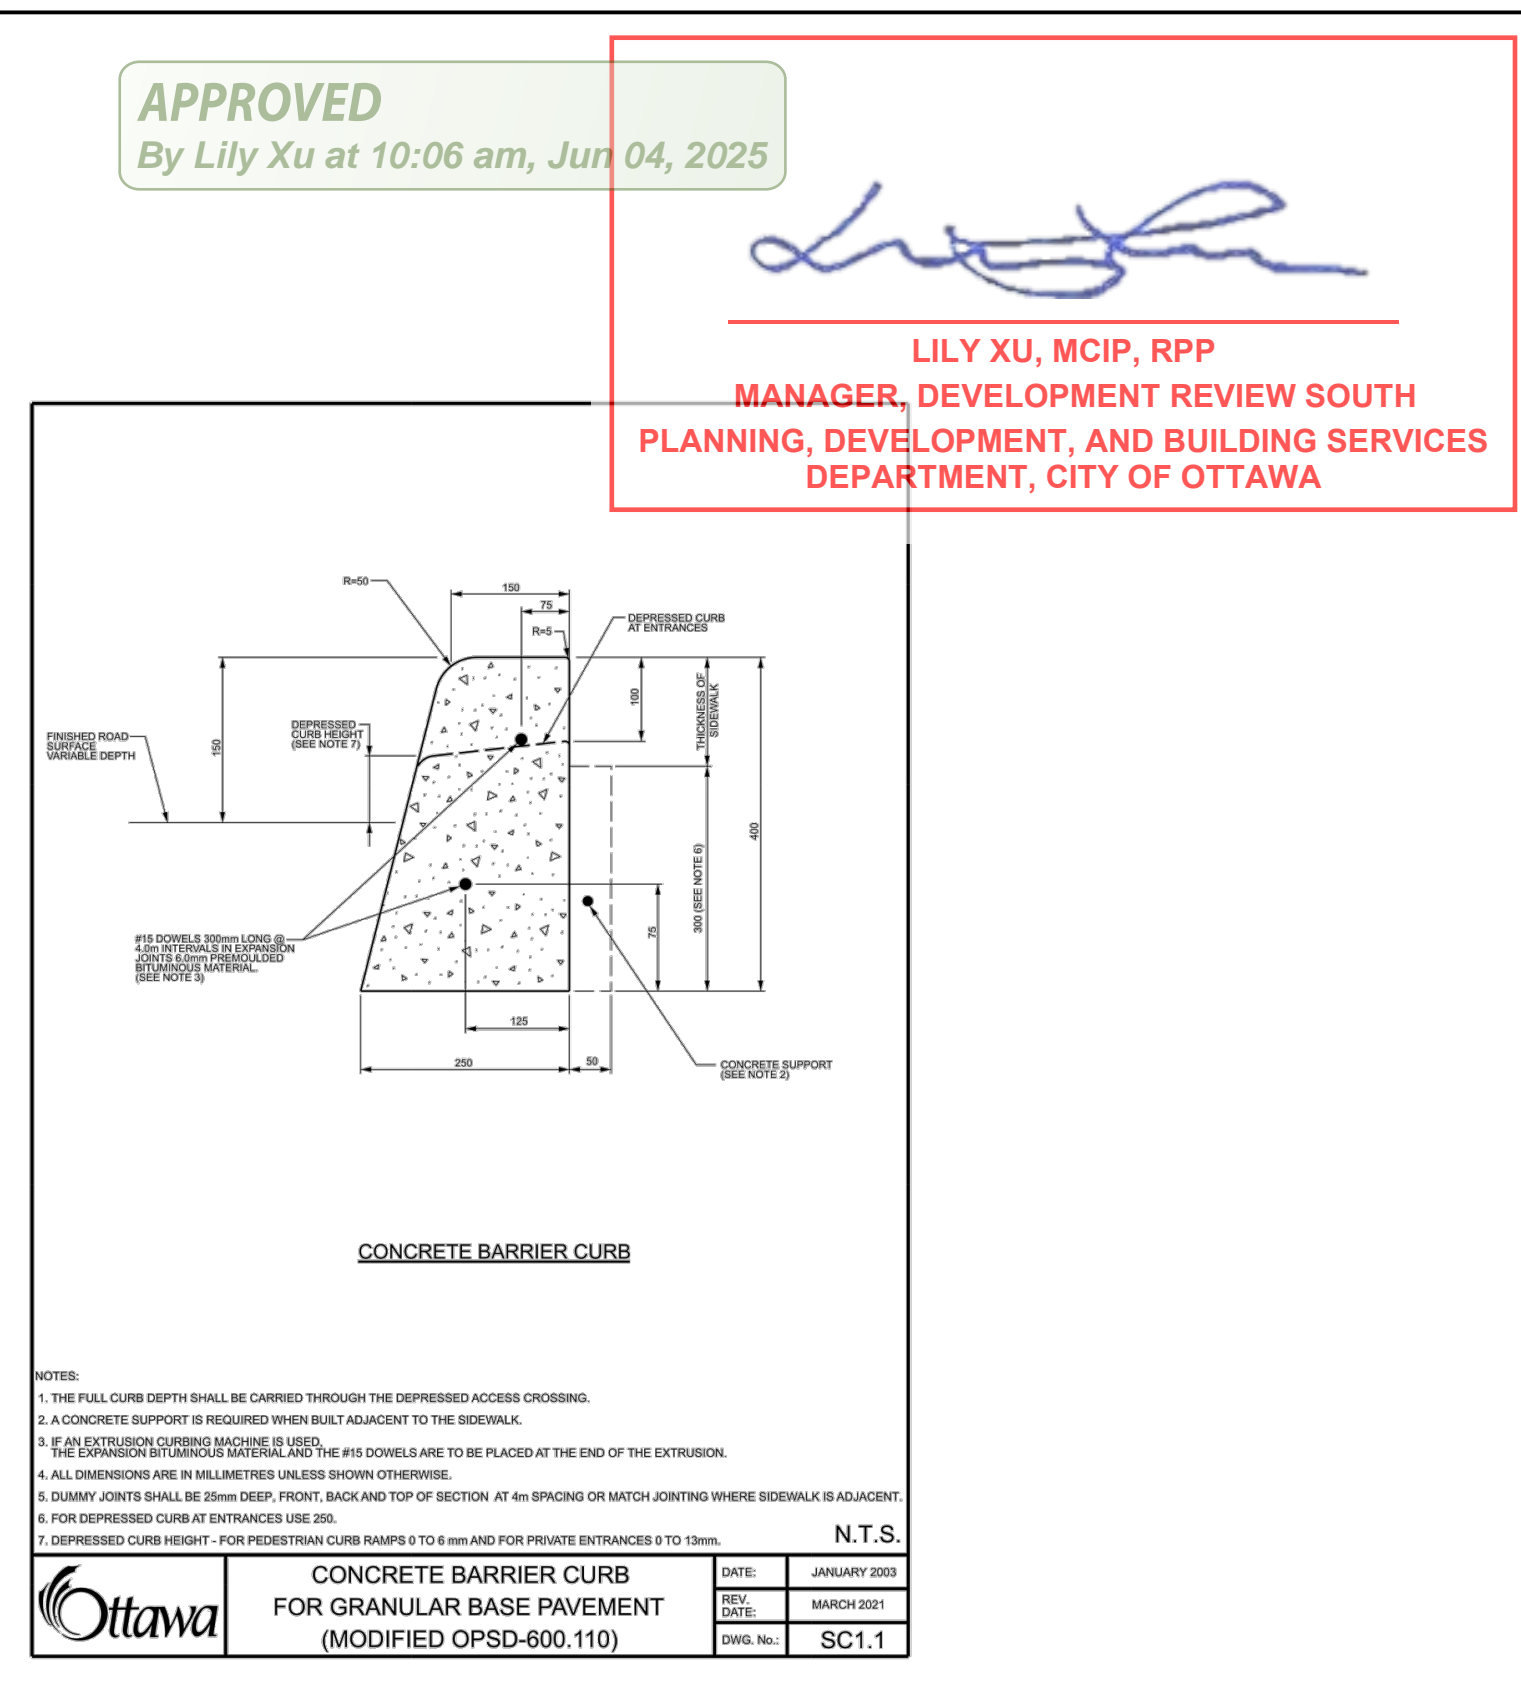 APPROVED
By Lily Xu at 10:06 am, Jun 04, 2025
LILY XU, MCIP, RPP
MANAGER, DEVELOPMENT REVIEW SOUTH
PLANNING, DEVELOPMENT, AND BUILDING SERVICES
DEPARTMENT, CITY OF OTTAWA
R=50
150
75
R=5
DEPRESSED CURB
AT ENTRANCES
100
THICKNESS OF
SIDEWALK
FINISHED ROAD
SURFACE
VARIABLE DEPTH
150
DEPRESSED
CURB HEIGHT
(SEE NOTE 7)
400
300 (SEE NOTE 6)
75
#15 DOWELS 300mm LONG @
4.0m INTERVALS IN EXPANSION
JOINTS 6.0mm PREMOULDED
BITUMINOUS MATERIAL.
(SEE NOTE 3)
125
250
50
CONCRETE SUPPORT
(SEE NOTE 2)
CONCRETE BARRIER CURB
NOTES:
1. THE FULL CURB DEPTH SHALL BE CARRIED THROUGH THE DEPRESSED ACCESS CROSSING.
2. A CONCRETE SUPPORT IS REQUIRED WHEN BUILT ADJACENT TO THE SIDEWALK.
3. IF AN EXTRUSION CURBING MACHINE IS USED,
THE EXPANSION BITUMINOUS MATERIAL AND THE #15 DOWELS ARE TO BE PLACED AT THE END OF THE EXTRUSION.
4. ALL DIMENSIONS ARE IN MILLIMETRES UNLESS SHOWN OTHERWISE.
5. DUMMY JOINTS SHALL BE 25mm DEEP, FRONT, BACK AND TOP OF SECTION AT 4m SPACING OR MATCH JOINTING WHERE SIDEWALK IS ADJACENT.
6. FOR DEPRESSED CURB AT ENTRANCES USE 250.
7. DEPRESSED CURB HEIGHT - FOR PEDESTRIAN CURB RAMPS 0 TO 6 mm AND FOR PRIVATE ENTRANCES 0 TO 13mm.
N.T.S.
Ottawa
CONCRETE BARRIER CURB
FOR GRANULAR BASE PAVEMENT
(MODIFIED OPSD-600.110)
DATE: JANUARY 2003
REV.
DATE: MARCH 2021
DWG. No.: SC1.1